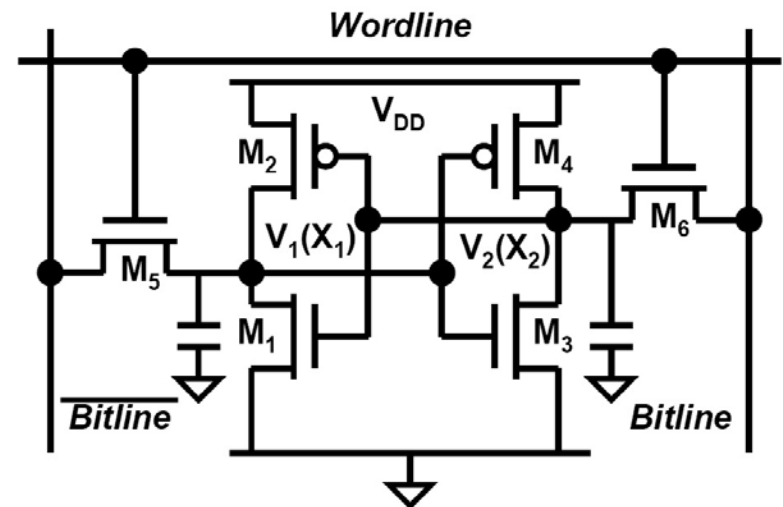 Wordline
V_DD
M_2
M_4
V_1(X_1)
V_2(X_2)
M_6
M_5
M_1
M_3
Bitline
Bitline